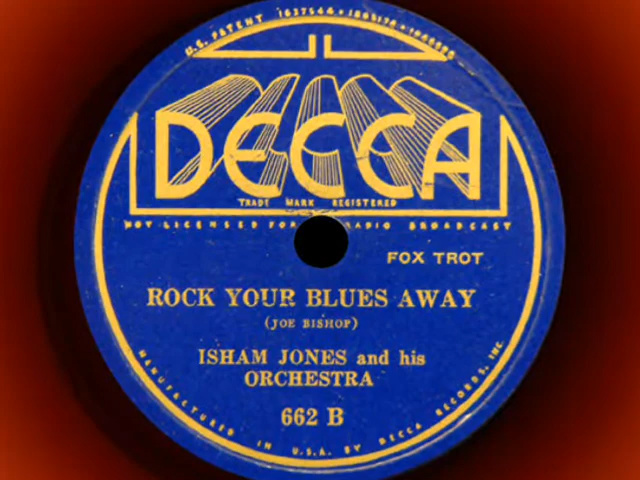 U.S. PATENT 1637544
DECCA
TRADE MARK REGISTERED
NOT LICENSED FOR RADIO BROADCAST
FOX TROT
ROCK YOUR BLUES AWAY
(JOE BISHOP)
ISHAM JONES and his
ORCHESTRA
662 B
MANUFACTURED IN U.S.A. BY DECCA RECORDS, INC.